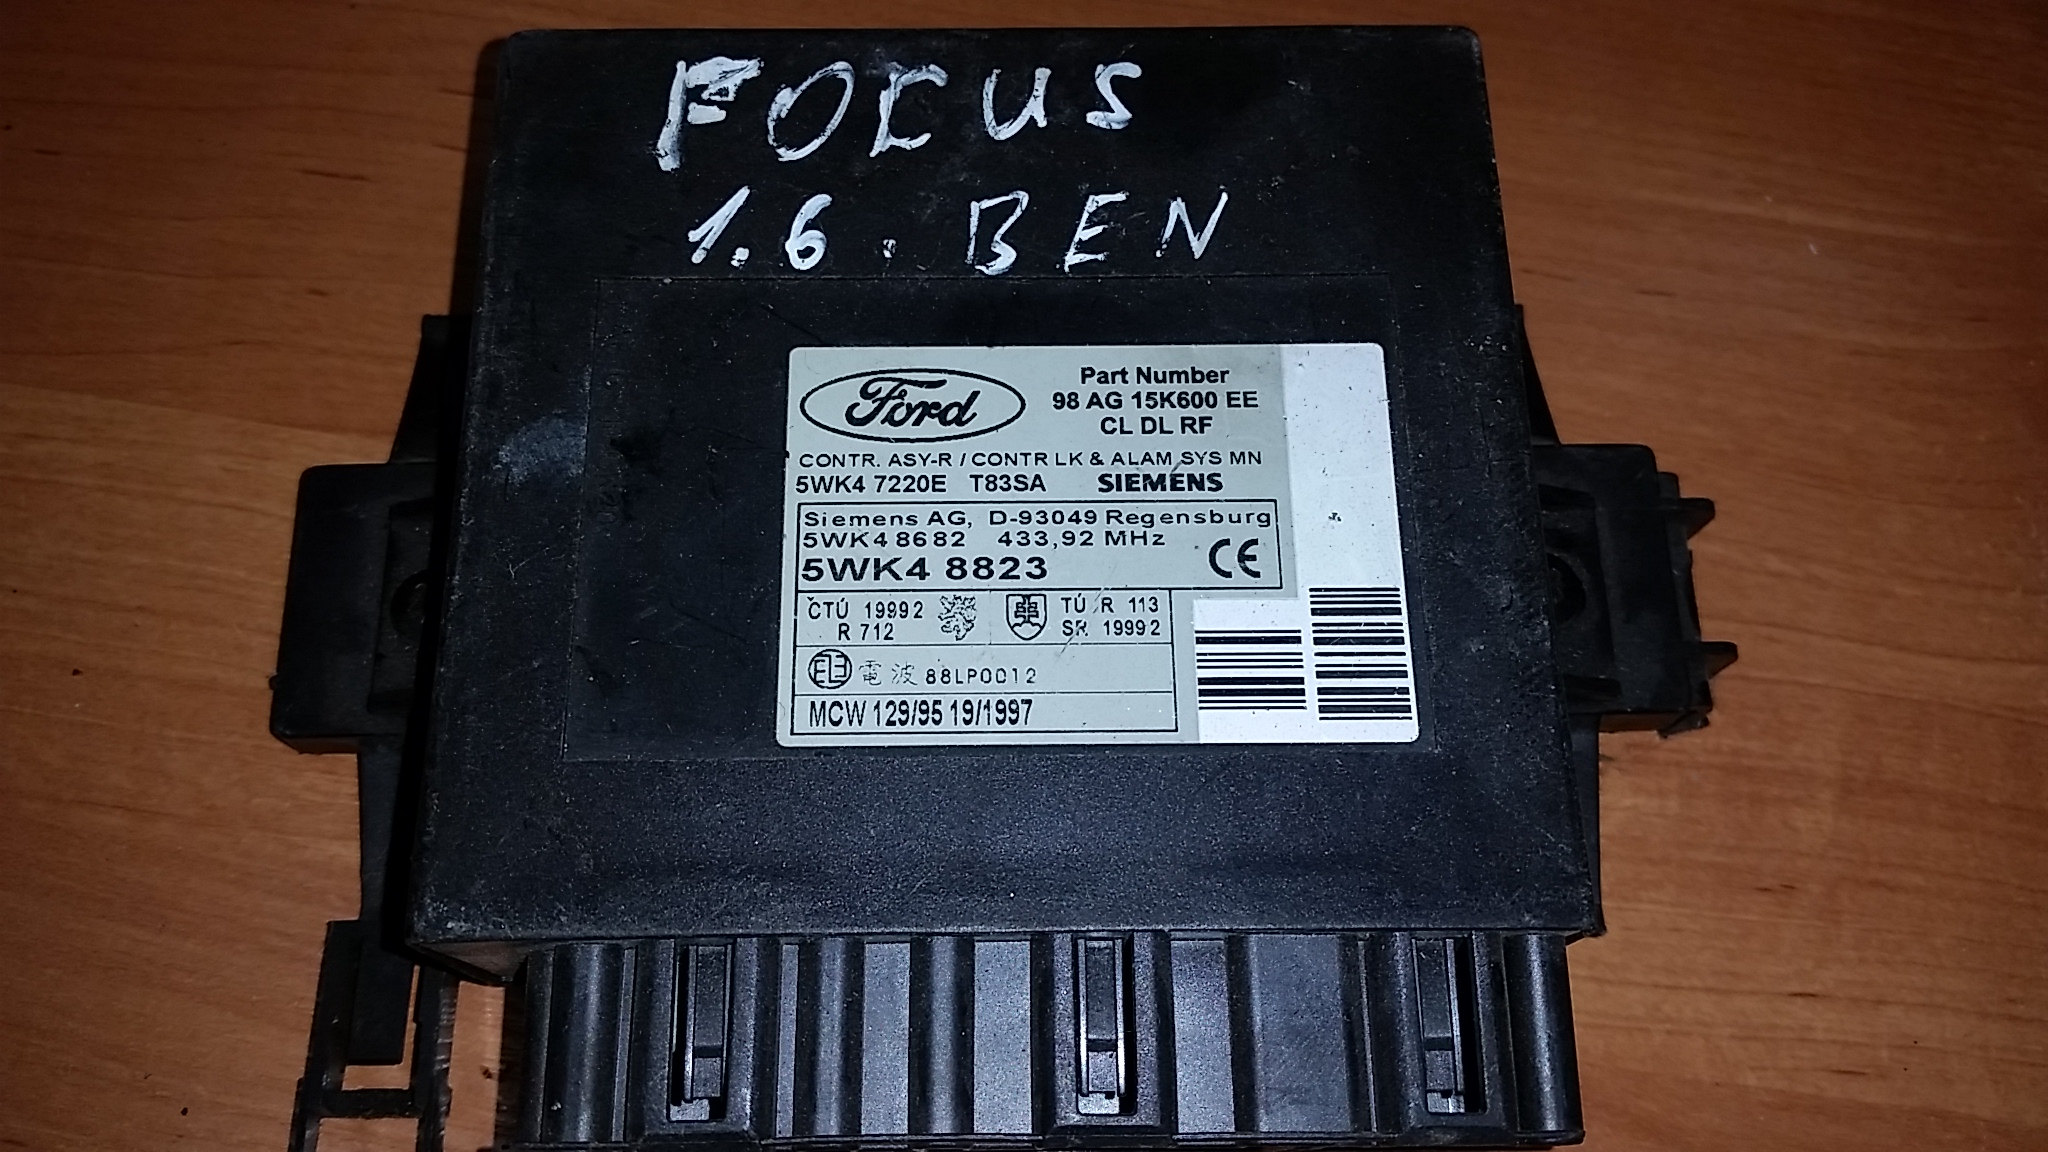 FOCUS
1.6. BEN
Ford
Part Number
98 AG 15K600 EE
CL DL RF
CONTR. ASY-R / CONTR LK & ALAM SYS MN
5WK4 7220E T83SA SIEMENS
Siemens AG, D-93049 Regensburg
5WK4 8682 433,92 MHz
5WK4 8823 CE
ČTÚ 1999 2
R 712
TÚ R 113
SR 1999 2
電波 88LP0012
MCW 129/95 19/1997